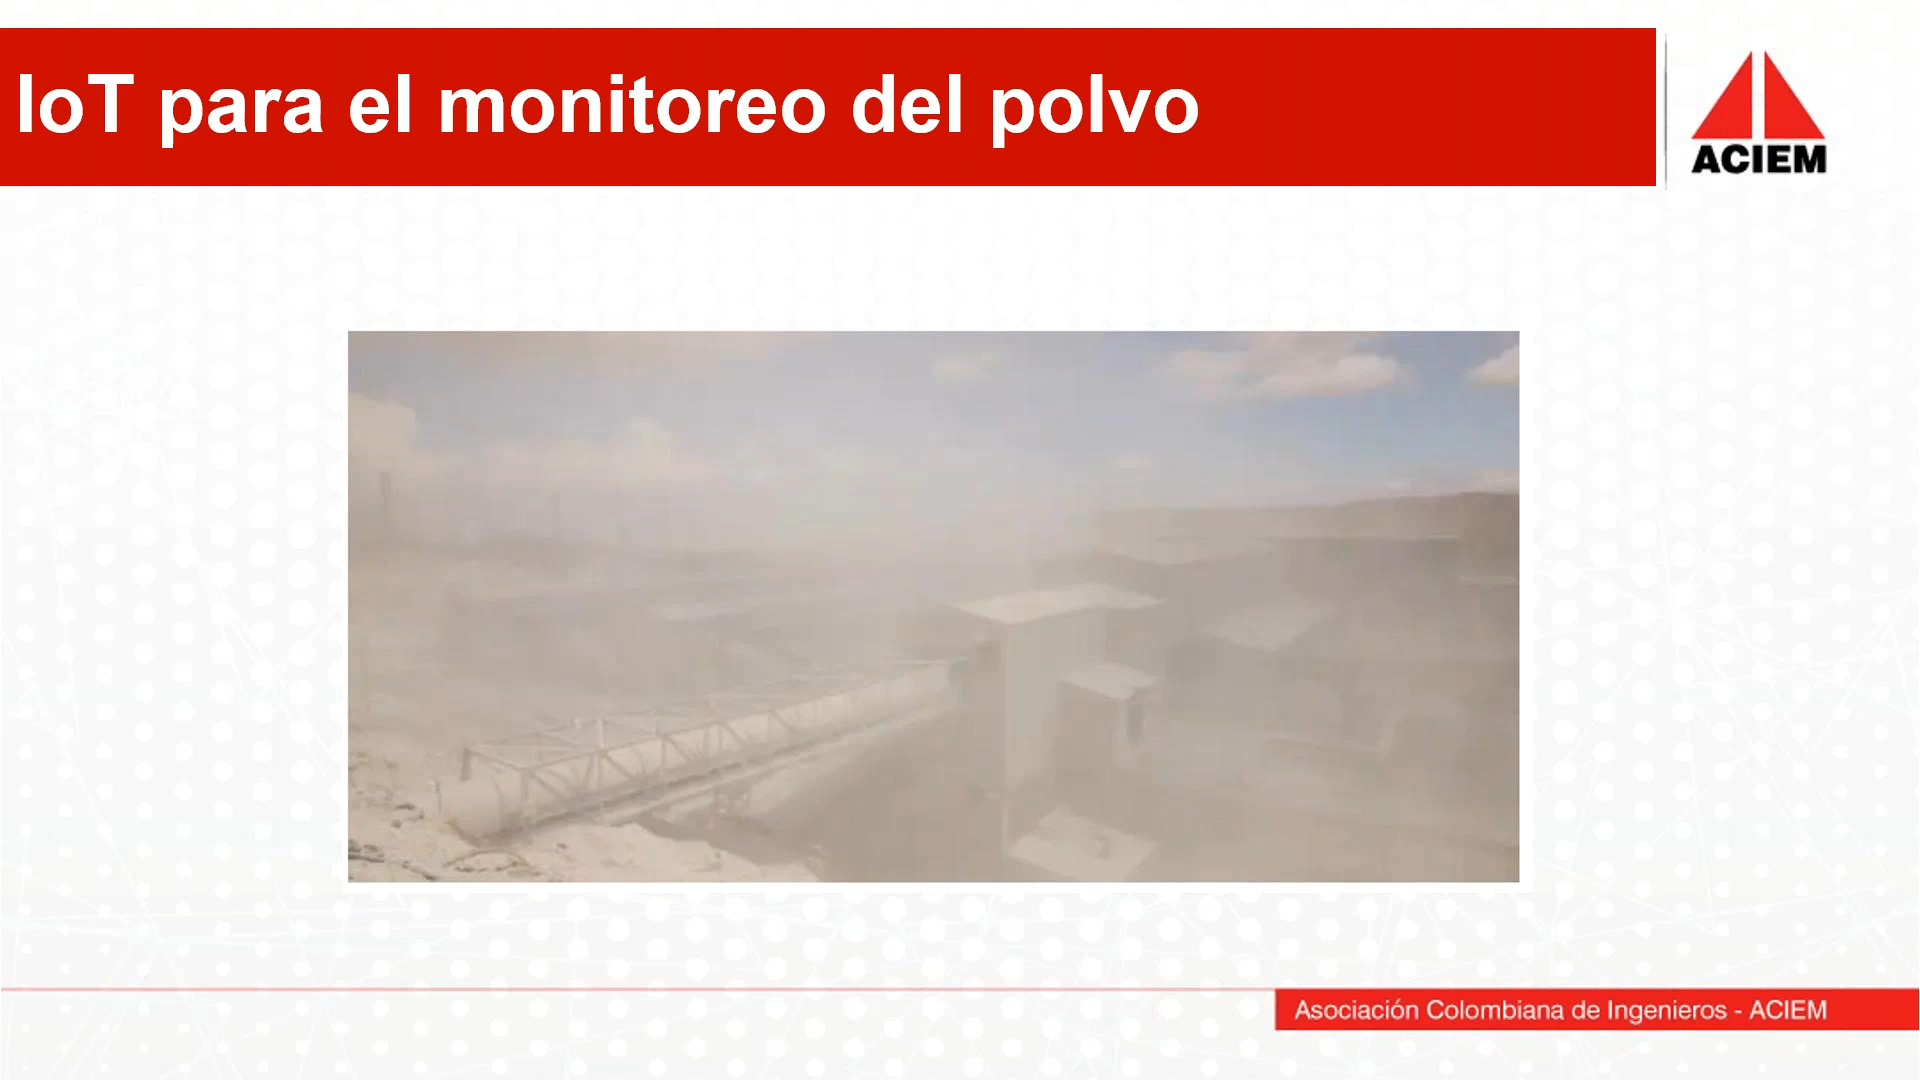 IoT para el monitoreo del polvo
ACIEM
Asociación Colombiana de Ingenieros - ACIEM